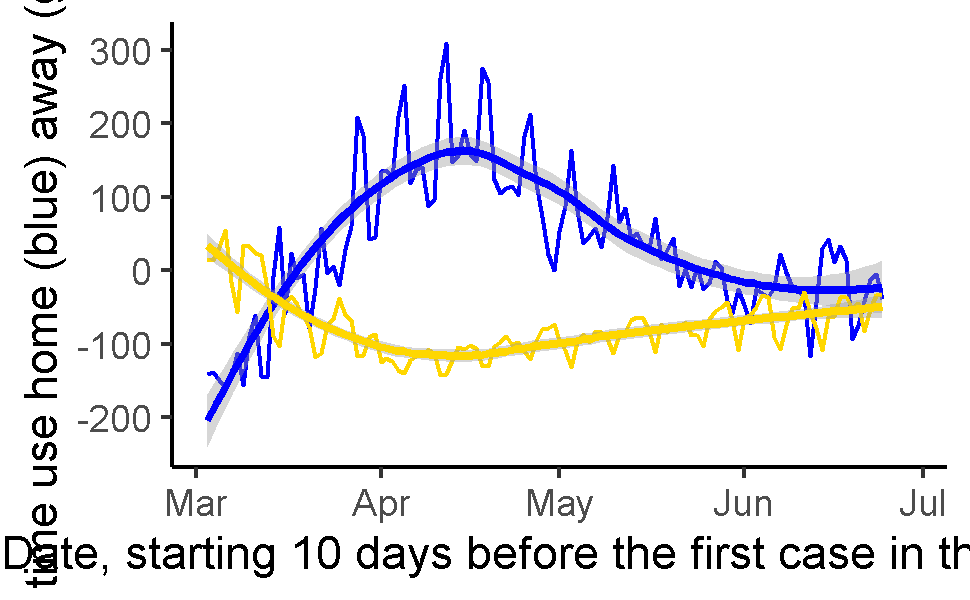 time use home (blue) away (
300
200
100
0
-100
-200
Mar Apr May Jun Jul
Date, starting 10 days before the first case in th